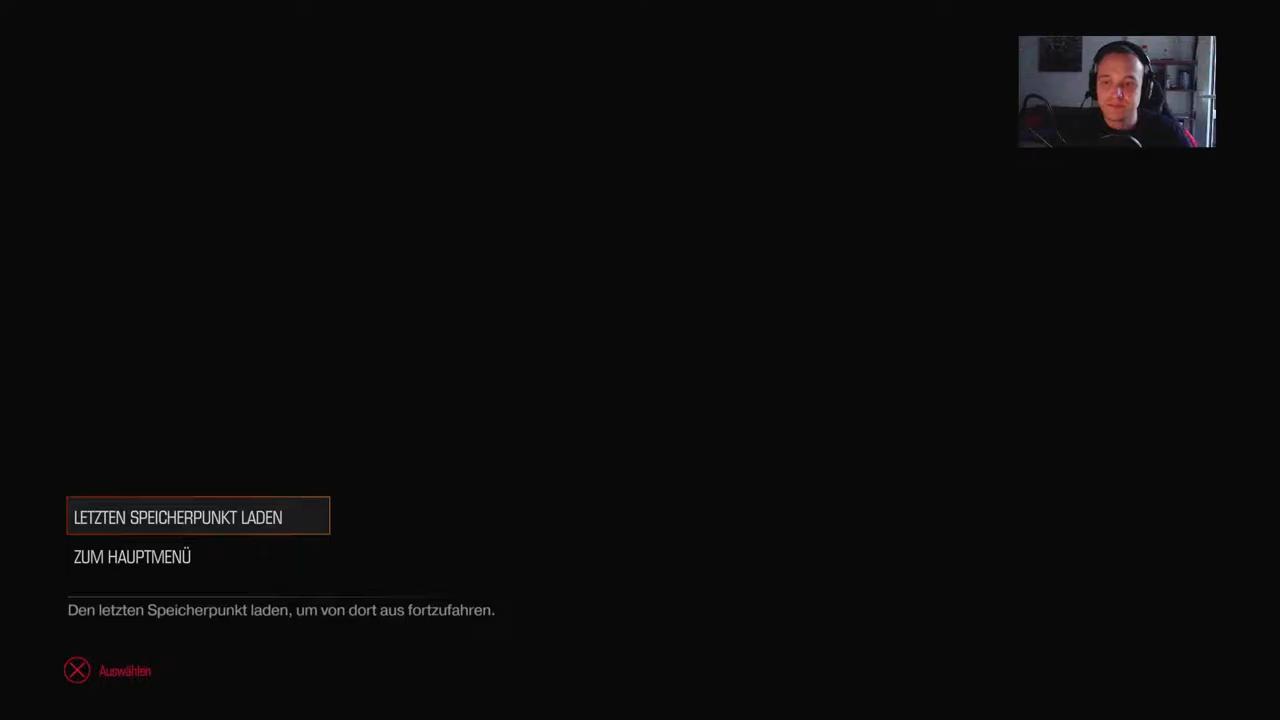 LETZTEN SPEICHERPUNKT LADEN
ZUM HAUPTMENÜ
Den letzten Speicherpunkt laden, um von dort aus fortzufahren.
Auswählen